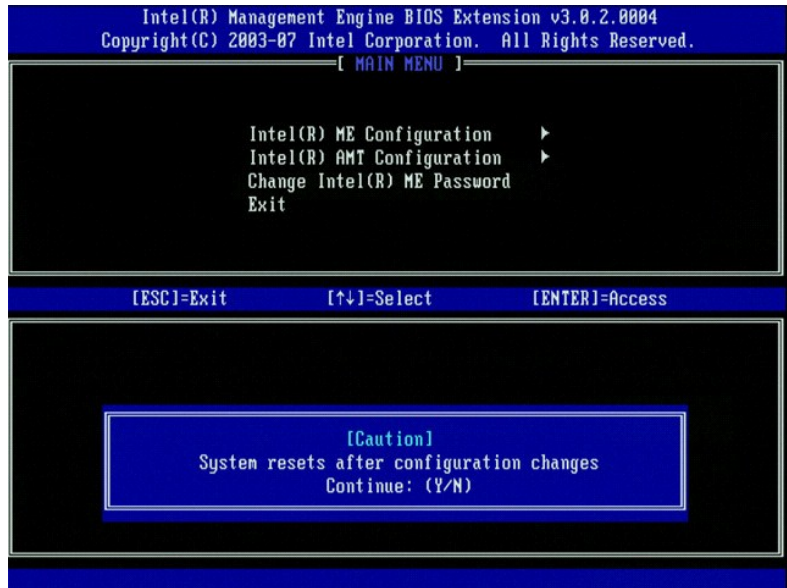 Intel(R) Management Engine BIOS Extension v3.0.2.0004
Copyright(C) 2003-07 Intel Corporation. All Rights Reserved.
[ MAIN MENU ]
Intel(R) ME Configuration ►
Intel(R) AMT Configuration ►
Change Intel(R) ME Password
Exit
[ESC]=Exit [↑↓]=Select [ENTER]=Access
[Caution]
System resets after configuration changes
Continue: (Y/N)